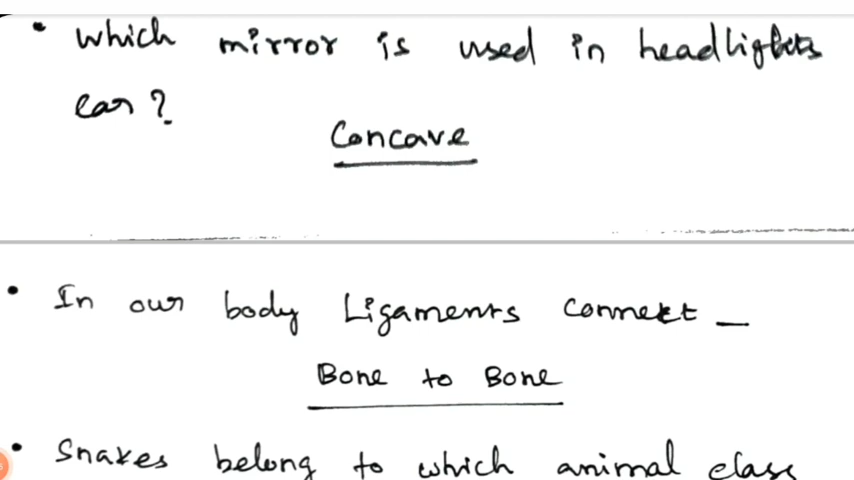 • Which mirror is used in headlights
car?
Concave
• In our body Ligaments connect _
Bone to Bone
• Snakes belong to which animal class